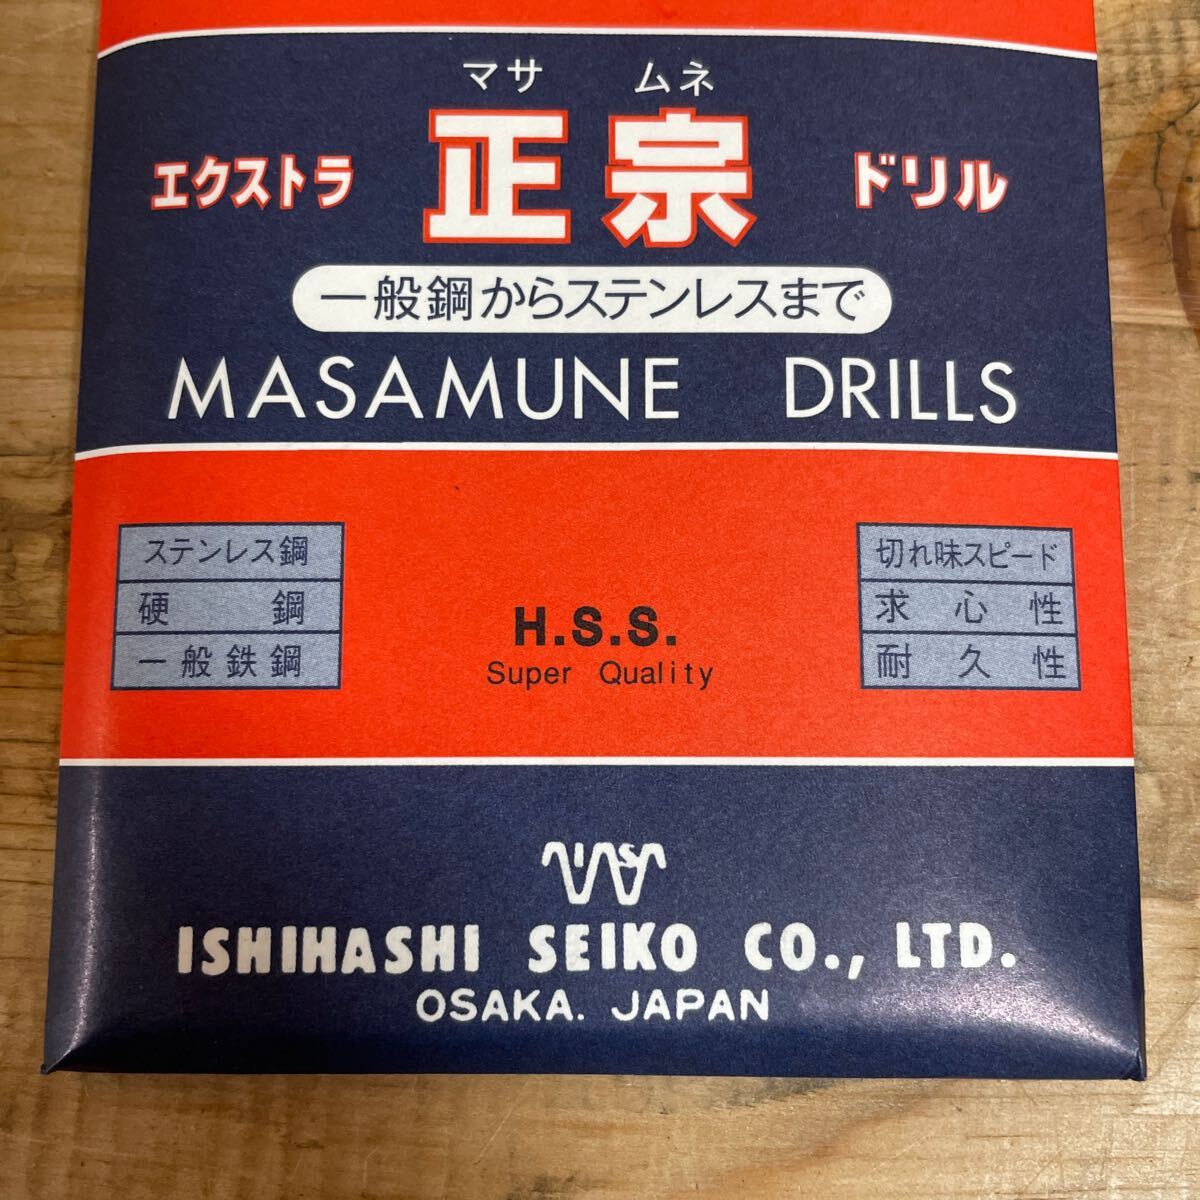 マサ ムネ
エクストラ 正宗 ドリル
一般鋼からステンレスまで
MASAMUNE DRILLS
ステンレス鋼
硬鋼
一般鉄鋼
H.S.S.
Super Quality
切れ味スピード
求心性
耐久性
IS
ISHIHASHI SEIKO CO., LTD.
OSAKA. JAPAN